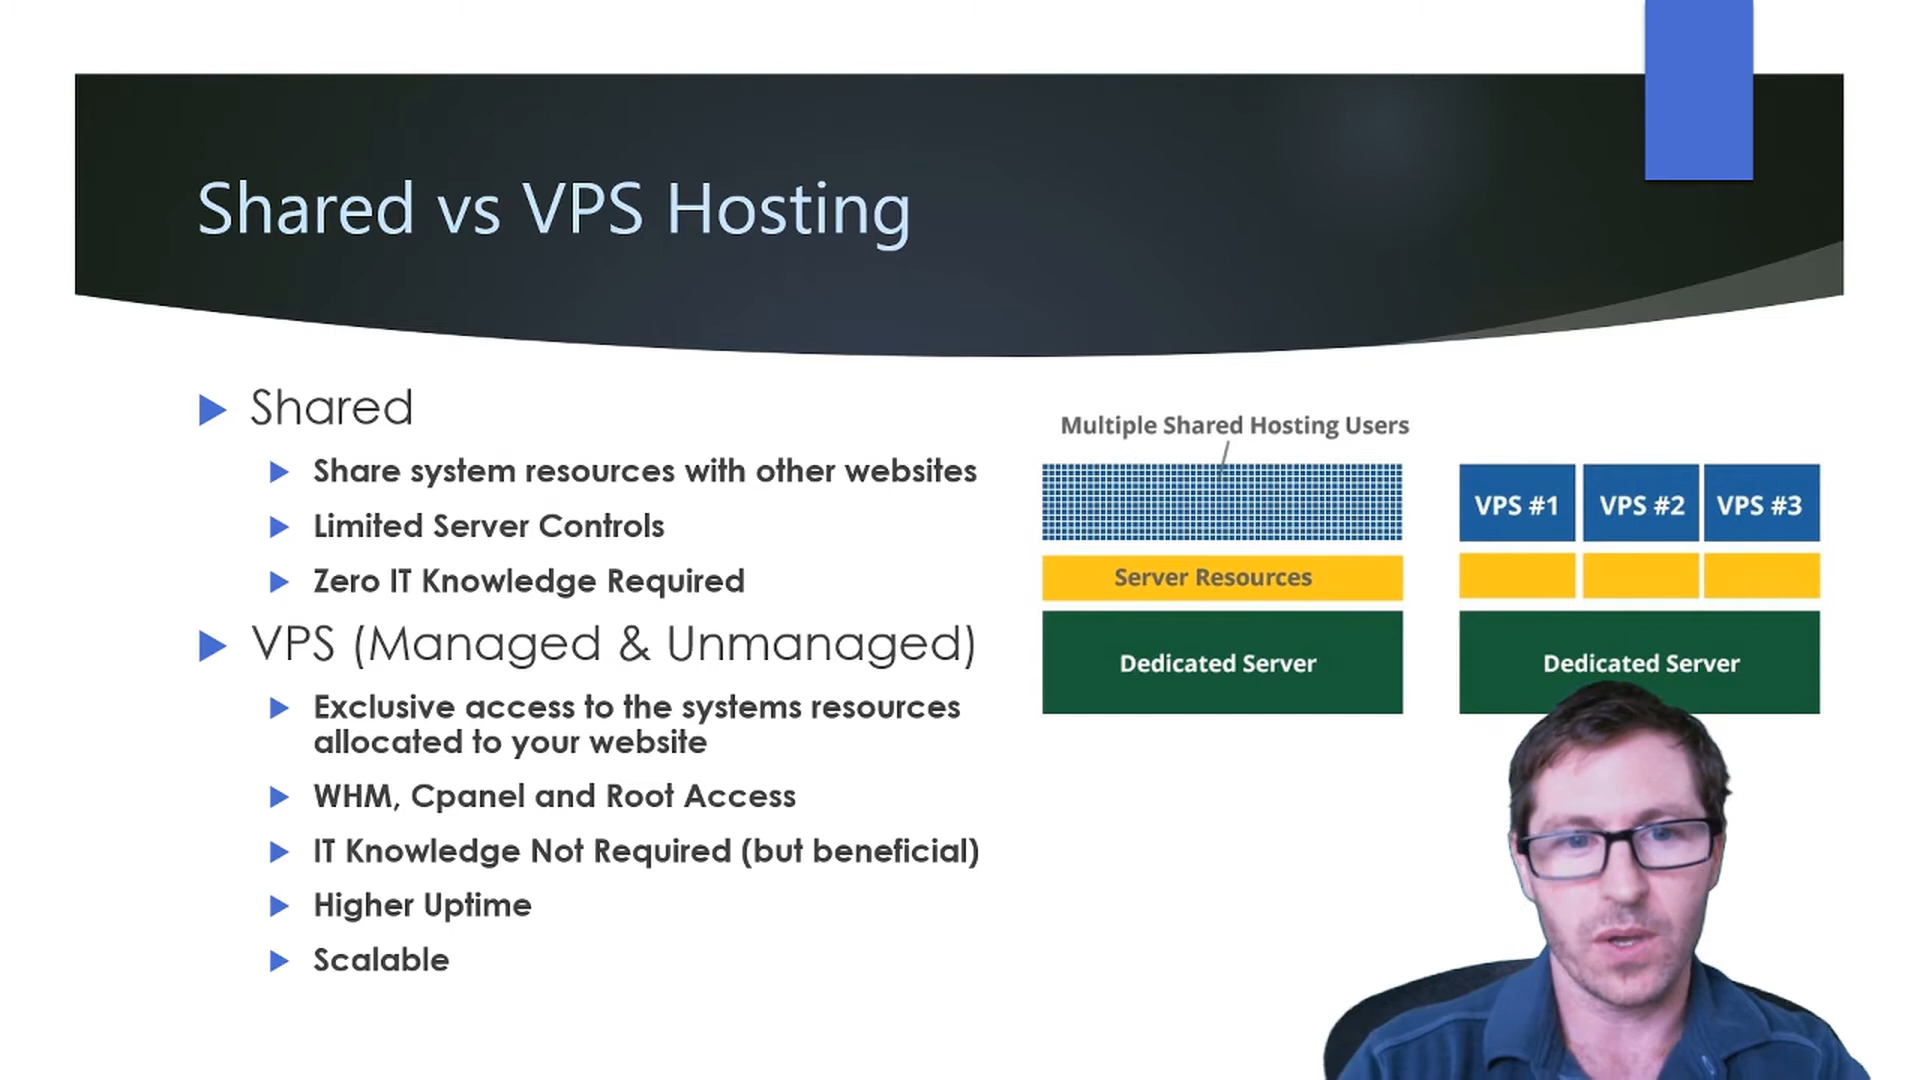 Shared vs VPS Hosting
Shared
Share system resources with other websites
Limited Server Controls
Zero IT Knowledge Required
VPS (Managed & Unmanaged)
Exclusive access to the systems resources
allocated to your website
WHM, Cpanel and Root Access
IT Knowledge Not Required (but beneficial)
Higher Uptime
Scalable
Multiple Shared Hosting Users
Server Resources
Dedicated Server
VPS #1
VPS #2
VPS #3
Dedicated Server